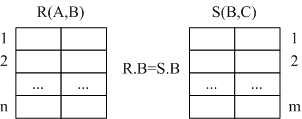 R(A,B) S(B,C)
1 1
2 R.B=S.B 2
... ... ... ...
n m